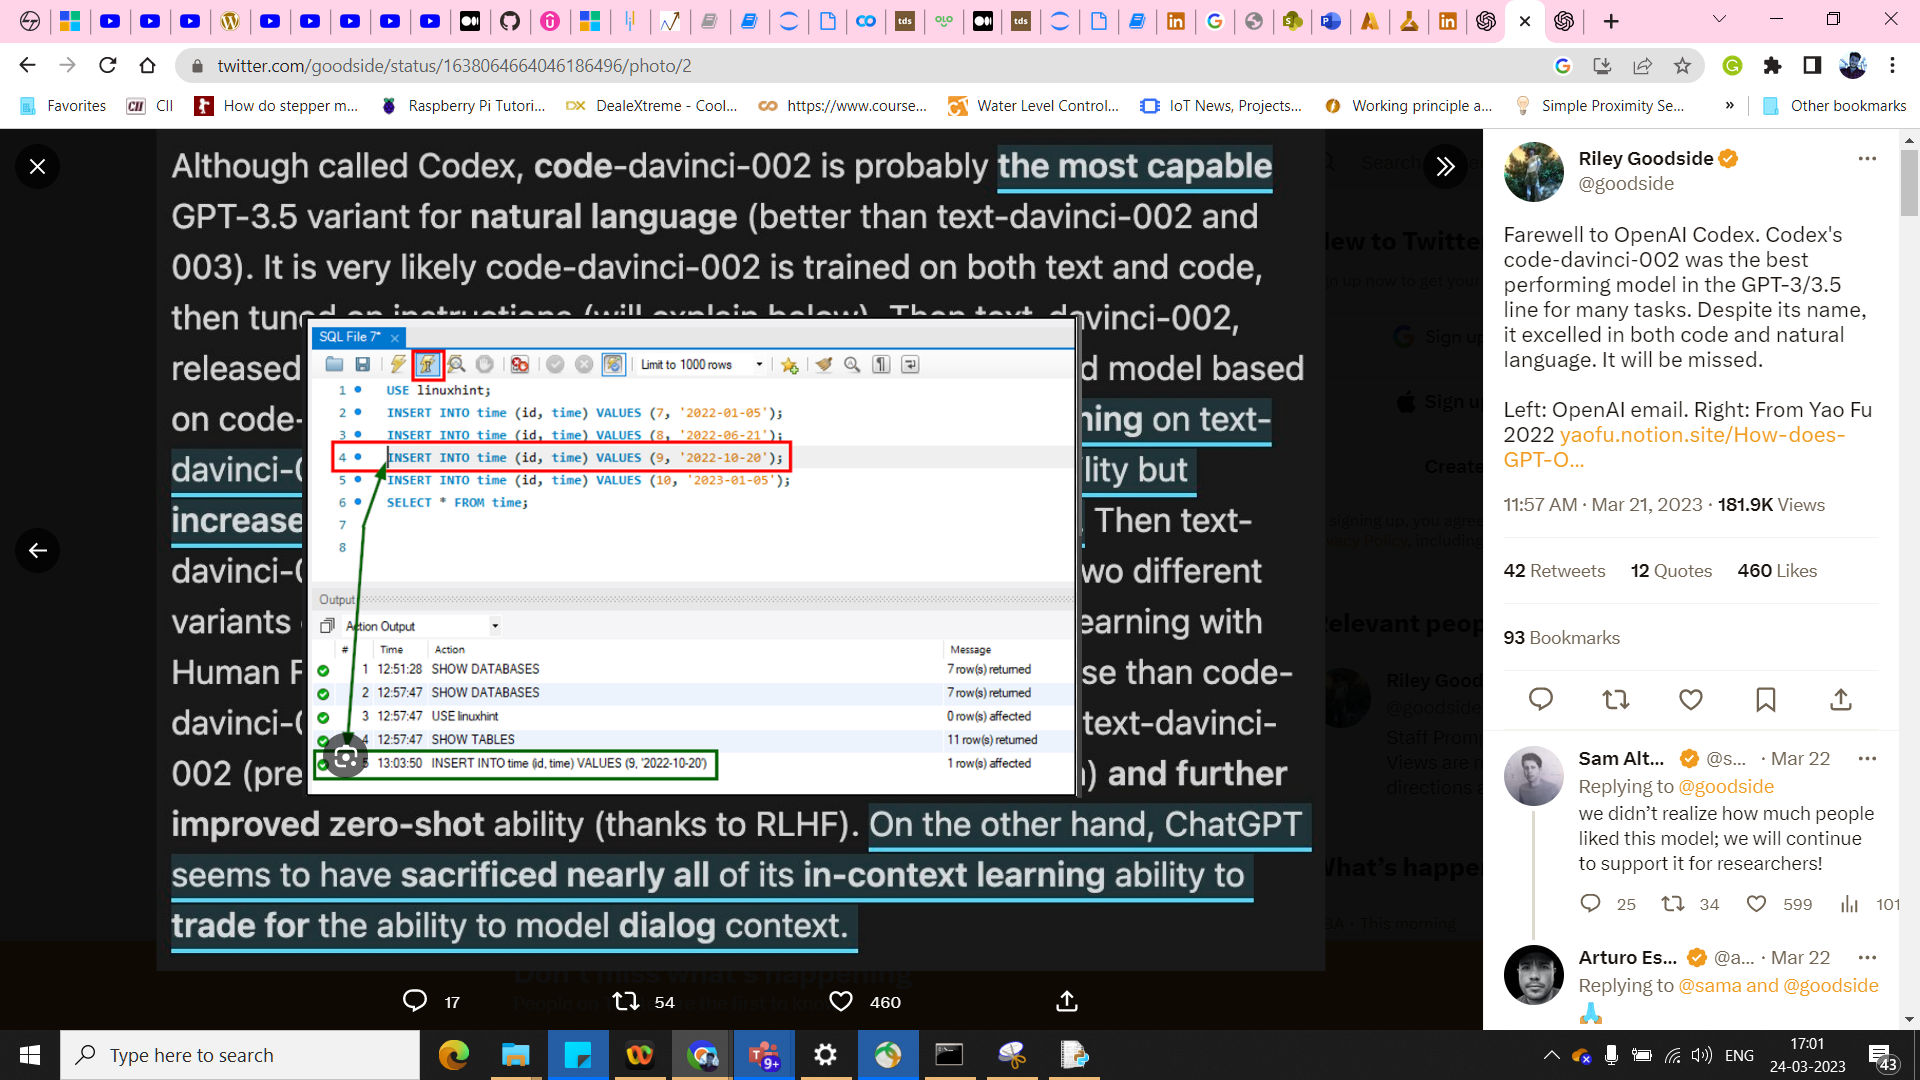 twitter.com/goodside/status/1638064664046186496/photo/2
Favorites
CII
How do stepper m...
Raspberry Pi Tutori...
DealeXtreme - Cool...
https://www.course...
Water Level Control...
IoT News, Projects...
Working principle a...
Simple Proximity Se...
»
Other bookmarks
Although called Codex, code-davinci-002 is probably the most capable
GPT-3.5 variant for natural language (better than text-davinci-002 and
003). It is very likely code-davinci-002 is trained on both text and code,
then tuned on instructions (will explain below). Then text-davinci-002,
released
d model based
on code-
ning on text-
davinci-0
ility but
increase
Then text-
davinci-0
wo different
variants
earning with
Human F
se than code-
davinci-0
text-davinci-
002 (pre
) and further
improved zero-shot ability (thanks to RLHF). On the other hand, ChatGPT
seems to have sacrificed nearly all of its in-context learning ability to
trade for the ability to model dialog context.
SQL File 7*
Limit to 1000 rows
1 USE linuxhint;
2 INSERT INTO time (id, time) VALUES (7, '2022-01-05');
3 INSERT INTO time (id, time) VALUES (8, '2022-06-21');
4 INSERT INTO time (id, time) VALUES (9, '2022-10-20');
5 INSERT INTO time (id, time) VALUES (10, '2023-01-05');
6 SELECT * FROM time;
7
8
Output
Action Output
# Time Action Message
1 12:51:28 SHOW DATABASES 7 row(s) returned
2 12:57:47 SHOW DATABASES 7 row(s) returned
3 12:57:47 USE linuxhint 0 row(s) affected
4 12:57:47 SHOW TABLES 11 row(s) returned
5 13:03:50 INSERT INTO time (id, time) VALUES (9, '2022-10-20') 1 row(s) affected
17
54
460
Don't miss what's happening
Riley Goodside
@goodside
Farewell to OpenAI Codex. Codex's
code-davinci-002 was the best
performing model in the GPT-3/3.5
line for many tasks. Despite its name,
it excelled in both code and natural
language. It will be missed.
Left: OpenAI email. Right: From Yao Fu
2022 yaofu.notion.site/How-does-
GPT-O...
11:57 AM · Mar 21, 2023 · 181.9K Views
42 Retweets 12 Quotes 460 Likes
93 Bookmarks
Sam Alt... @s... · Mar 22
Replying to @goodside
we didn’t realize how much people
liked this model; we will continue
to support it for researchers!
25
34
599
101
Arturo Es... @a... · Mar 22
Replying to @sama and @goodside
Type here to search
9+
ENG
17:01
24-03-2023
43